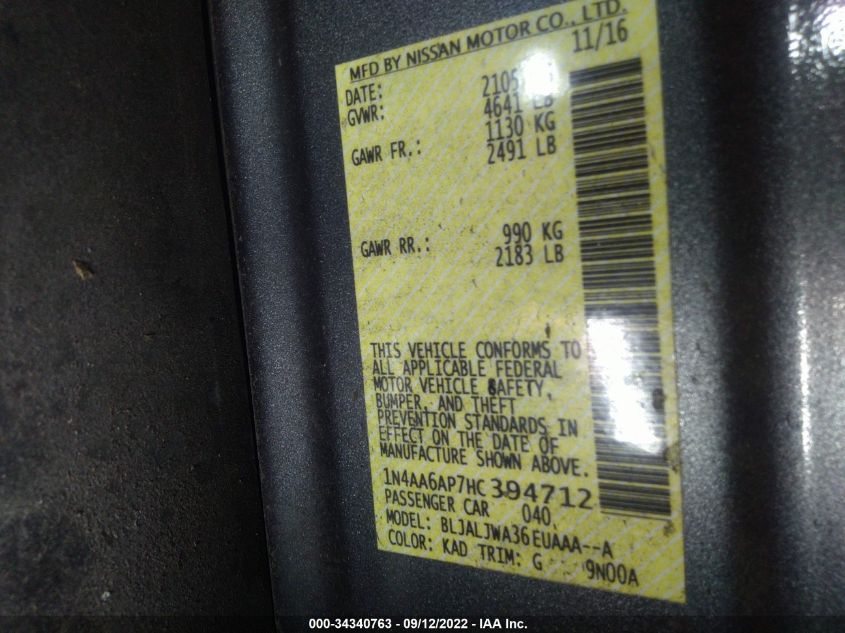 MFD BY NISSAN MOTOR CO., LTD.
DATE: 11/16
GVWR: 2105
4641 LB
GAWR FR.: 1130 KG
2491 LB
GAWR RR.: 990 KG
2183 LB
THIS VEHICLE CONFORMS TO
ALL APPLICABLE FEDERAL
MOTOR VEHICLE SAFETY,
BUMPER, AND THEFT
PREVENTION STANDARDS IN
EFFECT ON THE DATE OF
MANUFACTURE SHOWN ABOVE.
1N4AA6AP7HC394712
PASSENGER CAR 040
MODEL: BLJALJWA36EUAAA--A
COLOR: KAD TRIM: G 9N00A
000-34340763 - 09/12/2022 - IAA Inc.